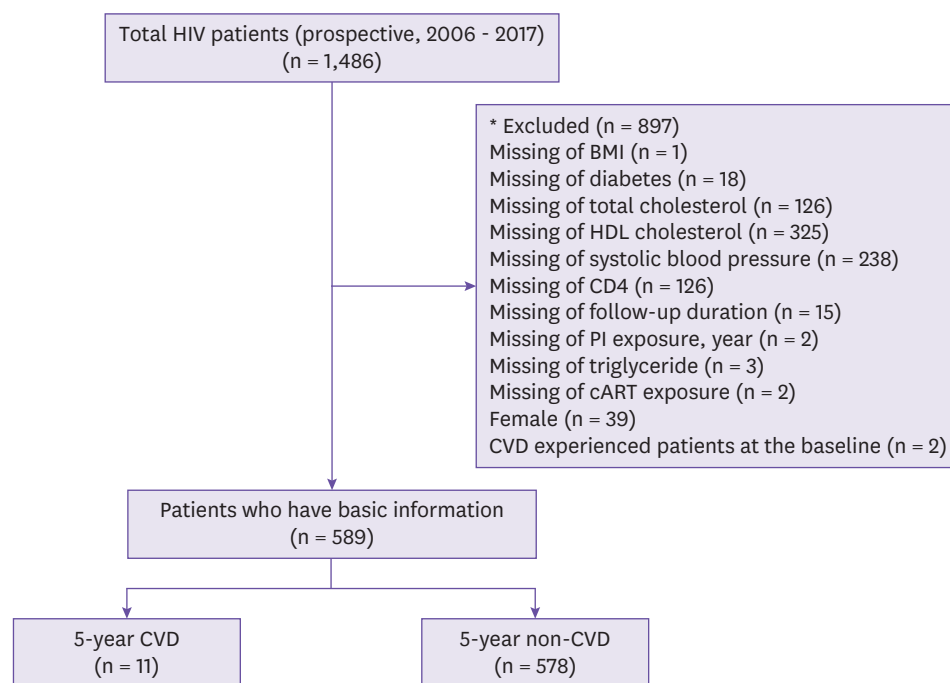 Total HIV patients (prospective, 2006 - 2017)
(n = 1,486)
* Excluded (n = 897)
Missing of BMI (n = 1)
Missing of diabetes (n = 18)
Missing of total cholesterol (n = 126)
Missing of HDL cholesterol (n = 325)
Missing of systolic blood pressure (n = 238)
Missing of CD4 (n = 126)
Missing of follow-up duration (n = 15)
Missing of PI exposure, year (n = 2)
Missing of triglyceride (n = 3)
Missing of cART exposure (n = 2)
Female (n = 39)
CVD experienced patients at the baseline (n = 2)
Patients who have basic information
(n = 589)
5-year CVD
(n = 11)
5-year non-CVD
(n = 578)